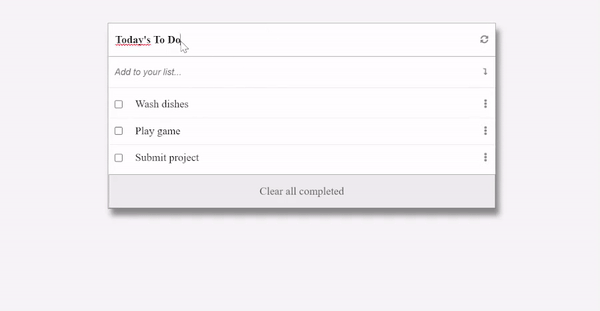 Today's To Do
Add to your list...
Wash dishes
Play game
Submit project
Clear all completed